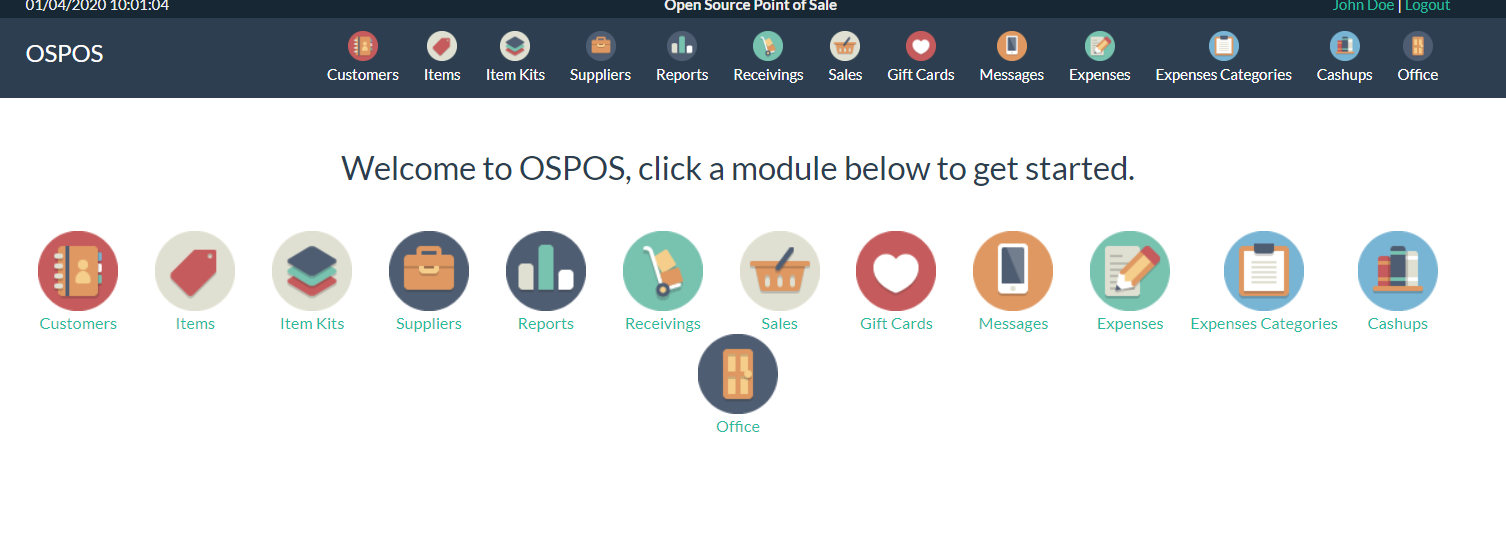 01/04/2020 10:01:04 Open Source Point of Sale John Doe | Logout
OSPOS
Customers Items Item Kits Suppliers Reports Receivings Sales Gift Cards Messages Expenses Expenses Categories Cashups Office
Welcome to OSPOS, click a module below to get started.
Customers Items Item Kits Suppliers Reports Receivings Sales Gift Cards Messages Expenses Expenses Categories Cashups
Office